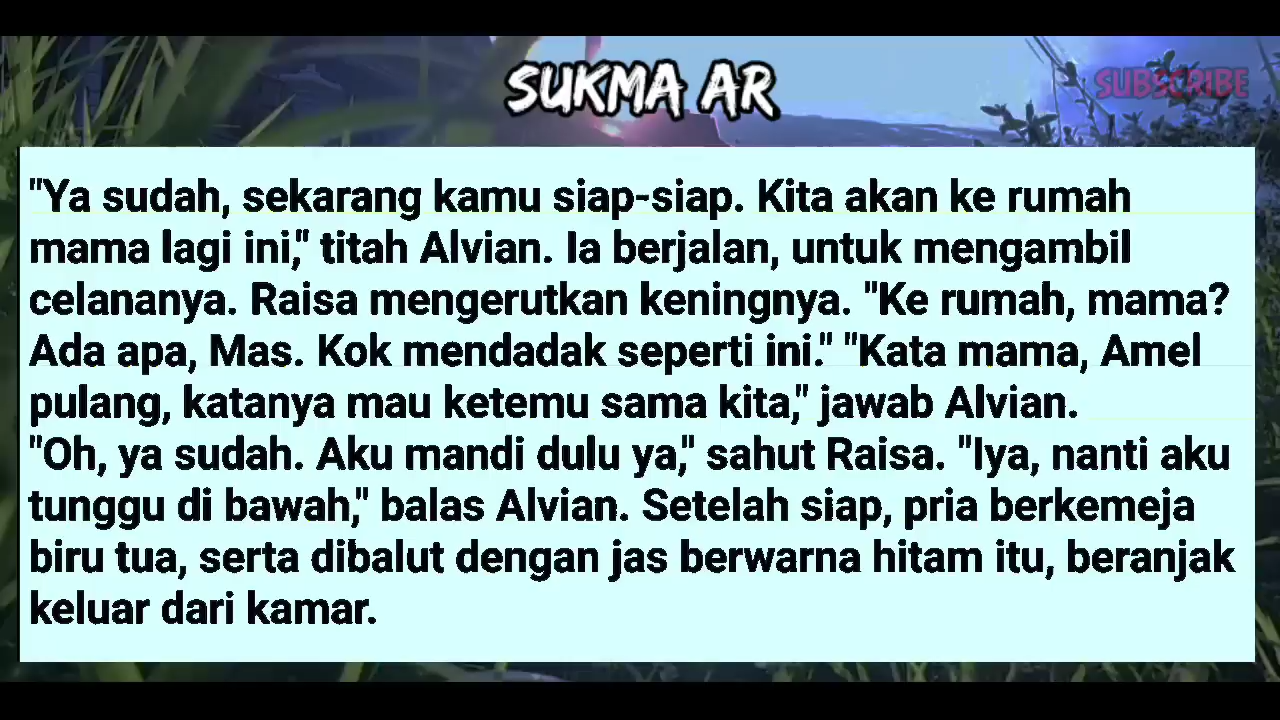 SUKMA AR
SUBSCRIBE
"Ya sudah, sekarang kamu siap-siap. Kita akan ke rumah
mama lagi ini," titah Alvian. Ia berjalan, untuk mengambil
celananya. Raisa mengerutkan keningnya. "Ke rumah, mama?
Ada apa, Mas. Kok mendadak seperti ini." "Kata mama, Amel
pulang, katanya mau ketemu sama kita," jawab Alvian.
"Oh, ya sudah. Aku mandi dulu ya," sahut Raisa. "Iya, nanti aku
tunggu di bawah," balas Alvian. Setelah siap, pria berkemeja
biru tua, serta dibalut dengan jas berwarna hitam itu, beranjak
keluar dari kamar.